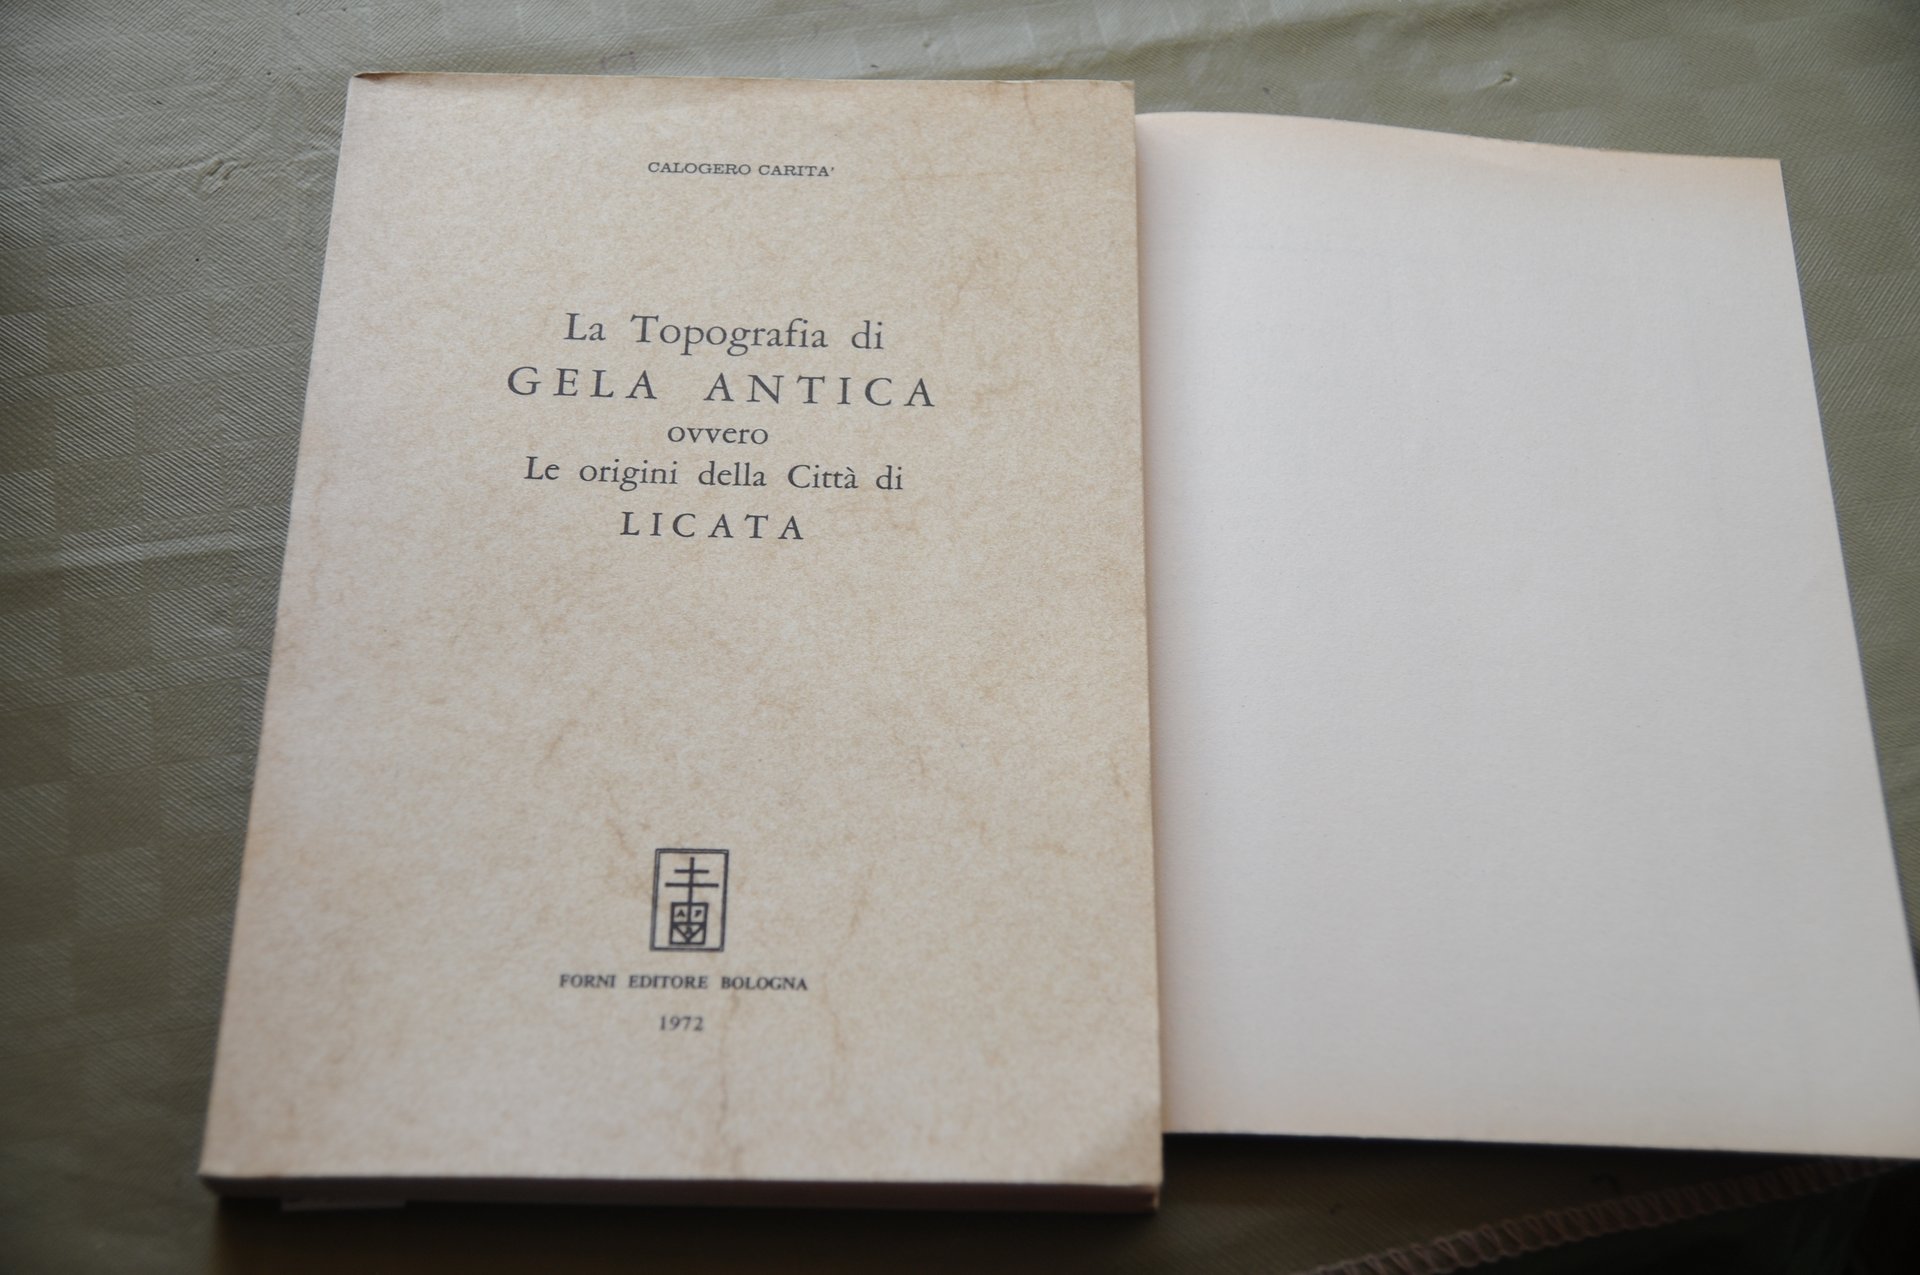 CALOGERO CARITA'
La Topografia di
GELA ANTICA
ovvero
Le origini della Città di
LICATA
A F
FORNI EDITORE BOLOGNA
1972